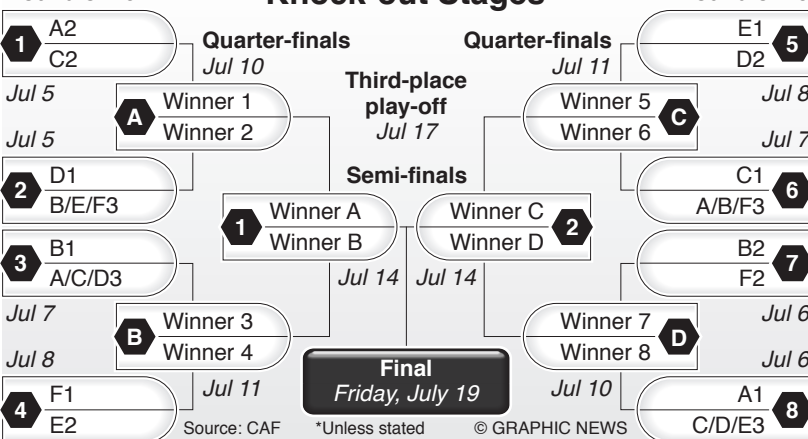 Knock-out Stages
1
A2
C2
Jul 5
Quarter-finals
Jul 10
A
Winner 1
Winner 2
Jul 5
2
D1
B/E/F3
3
B1
A/C/D3
Jul 7
B
Winner 3
Winner 4
Jul 11
Jul 8
4
F1
E2
Third-place
play-off
Jul 17
Semi-finals
1
Winner A
Winner B
Jul 14
Winner C
Winner D
2
Jul 14
Final
Friday, July 19
Quarter-finals
Jul 11
Winner 5
Winner 6
C
E1
D2
5
Jul 8
Jul 7
C1
A/B/F3
6
B2
F2
7
Jul 6
Winner 7
Winner 8
D
Jul 10
Jul 6
A1
C/D/E3
8
Source: CAF
*Unless stated
© GRAPHIC NEWS